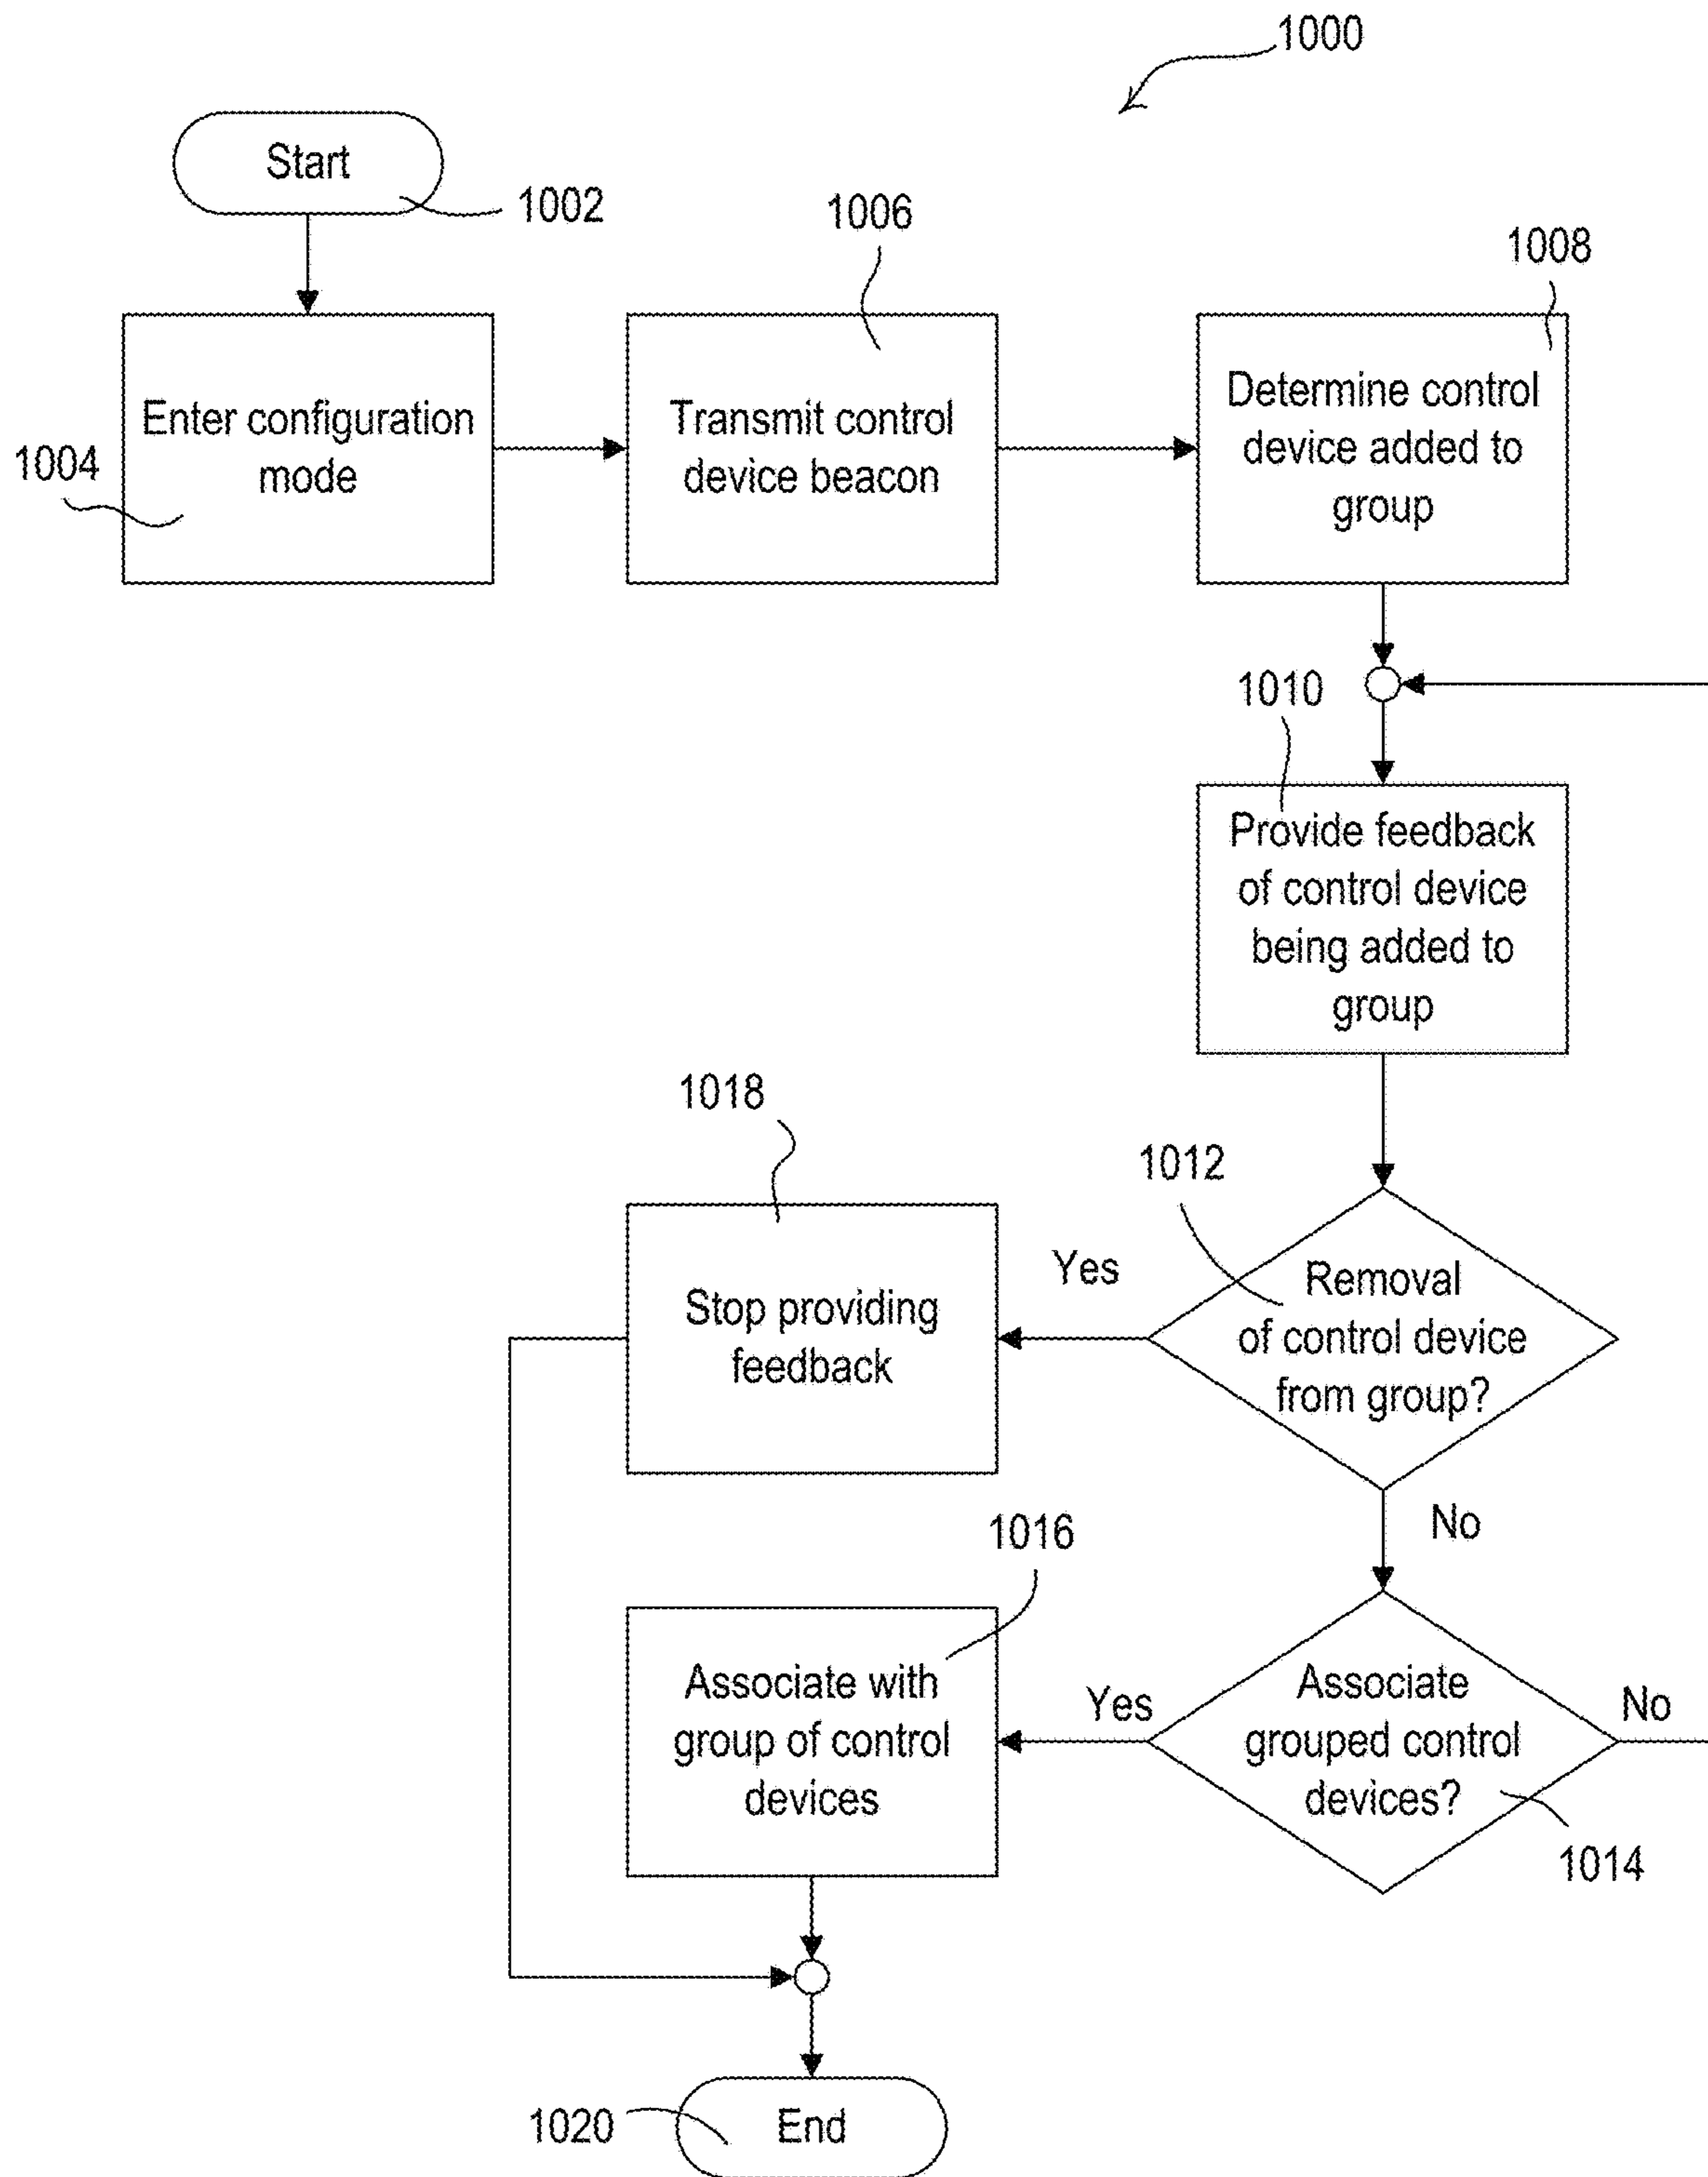 1000
Start
1002
1006
1008
Enter configuration
mode
1004
Transmit control
device beacon
Determine control
device added to
group
1010
Provide feedback
of control device
being added to
group
1018
1012
Stop providing
feedback
Yes
Removal
of control device
from group?
No
1016
Associate with
group of control
devices
Yes
Associate
grouped control
devices?
No
1014
1020
End